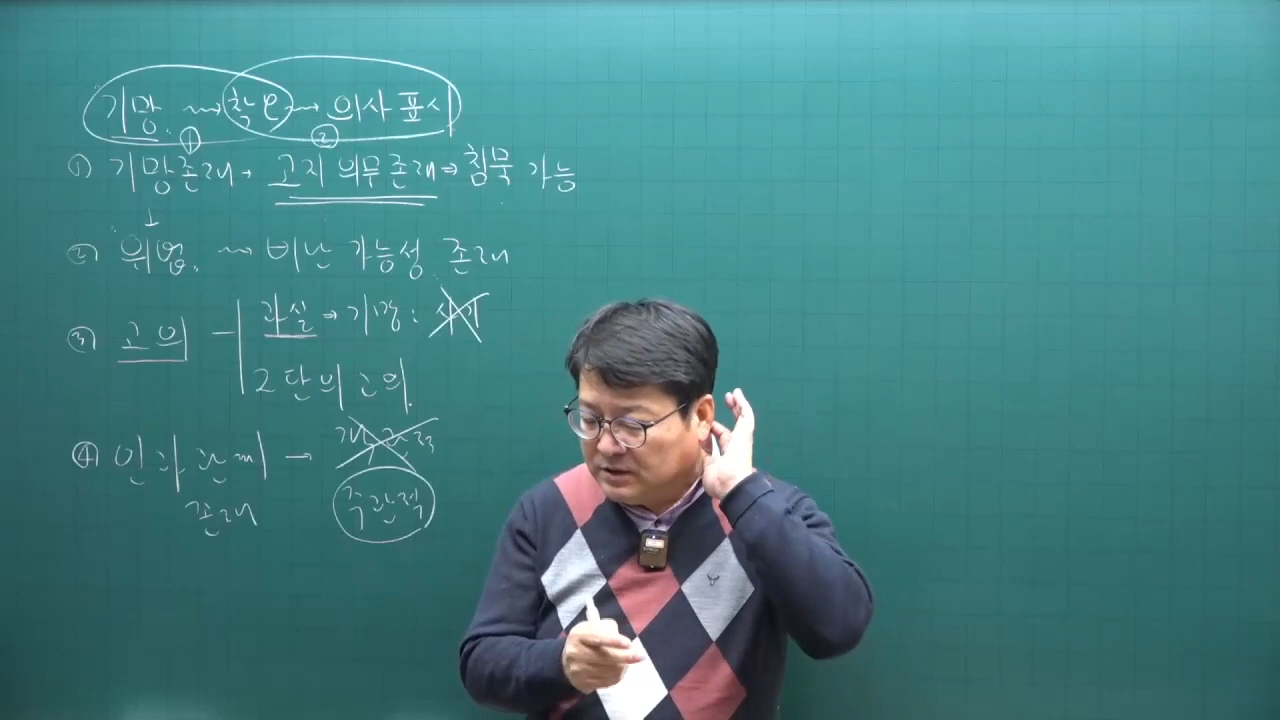 기망 → 착오 → 의사표시
① ②
① 기망존재 · 고지 의무 존재 ⇒ 침묵 가능
↓
② 위법 → 비난 가능성 존재
③ 고의 과실 ⇒ 기망 : 사기
2단의 고의
④ 인과관계 → 객관적
존재 주관적